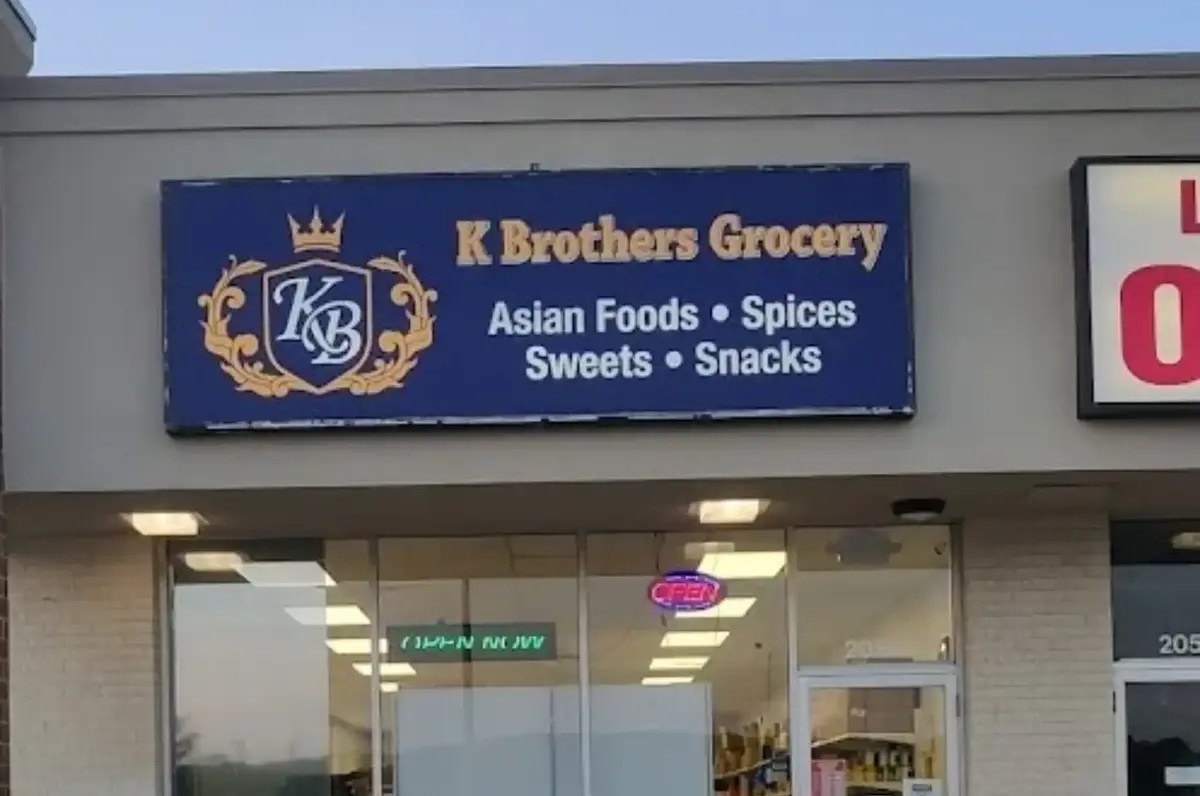 K Brothers Grocery
KB
Asian Foods • Spices
Sweets • Snacks
OPEN
OPEN NOW
205